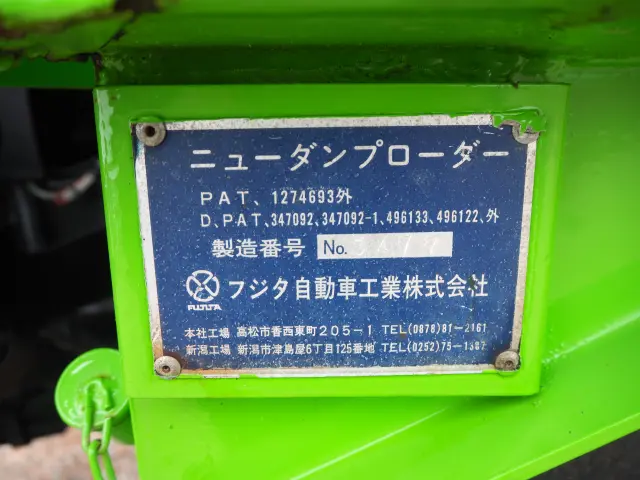 ニューダンプローダー
PAT、1274693外
D、PAT、347092、347092-1、496133、496122、外
製造番号 No.
FUJITA フジタ自動車工業株式会社
本社工場 高松市香西東町205-1 TEL(0878)81-2161
新潟工場 新潟市津島屋6丁目125番地 TEL(0252)75-1307